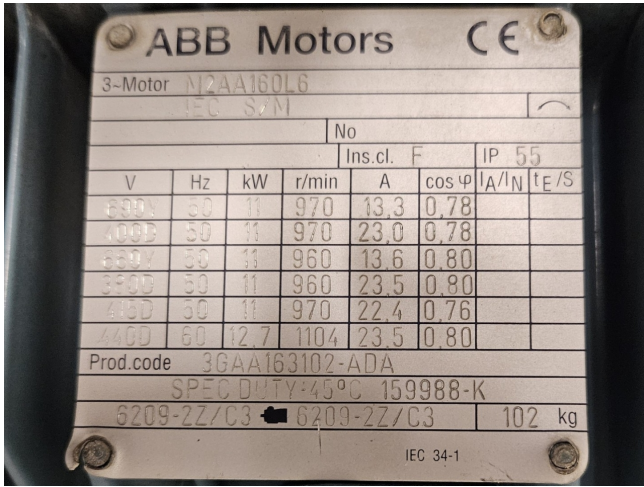 ABB Motors CE
3~Motor M2AA160L6
IEC S/M
No
Ins.cl. F IP 55
V Hz kW r/min A cos φ IA/IN tE/S
690Y 50 11 970 13,3 0,78
400D 50 11 970 23,0 0,78
660Y 50 11 960 13,6 0,80
380D 50 11 960 23,5 0,80
415D 50 11 970 22,4 0,76
440D 60 12,7 1104 23,5 0,80
Prod.code 3GAA163102-ADA
SPEC DUTY:45ºC 159988-K
6209-2Z/C3 6209-2Z/C3 102 kg
IEC 34-1